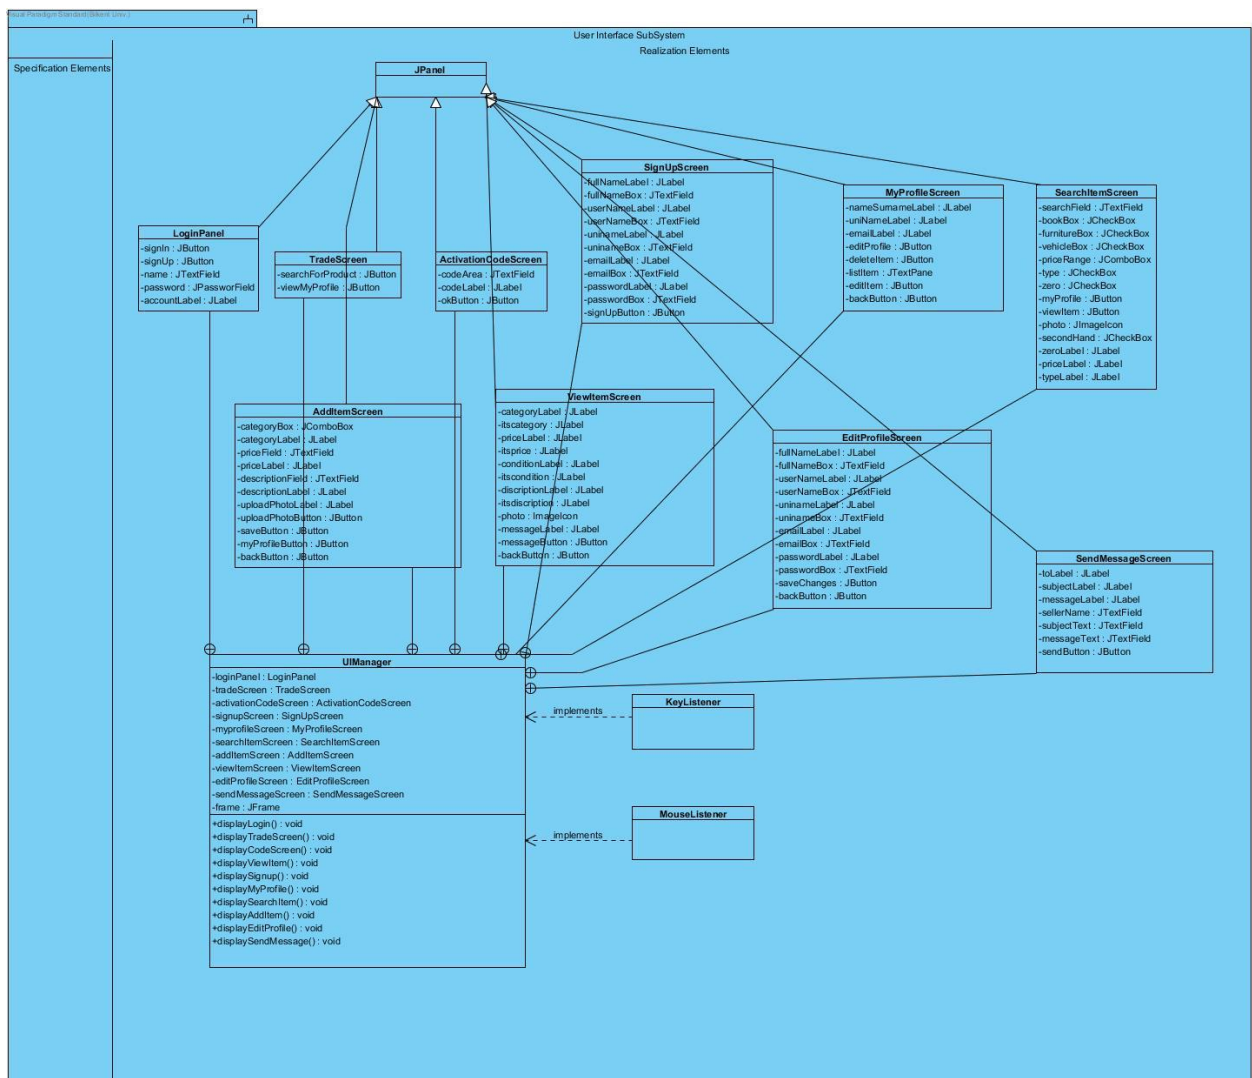 Visual Paradigm Standard(Bilkent Univ.)
User Interface SubSystem
Realization Elements
Specification Elements
JPanel
LoginPanel
-signIn : JButton
-signUp : JButton
-name : JTextField
-password : JPassworField
-accountLabel : JLabel
TradeScreen
-searchForProduct : JButton
-viewMyProfile : JButton
ActivationCodeScreen
-codeArea : JTextField
-codeLabel : JLabel
-okButton : JButton
SignUpScreen
-fullNameLabel : JLabel
-fullNameBox : JTextField
-userNameLabel : JLabel
-userNameBox : JTextField
-uninameLabel : JLabel
-uninameBox : JTextField
-emailLabel : JLabel
-emailBox : JTextField
-passwordLabel : JLabel
-passwordBox : JTextField
-signUpButton : JButton
MyProfileScreen
-nameSurnameLabel : JLabel
-uniNameLabel : JLabel
-emailLabel : JLabel
-editProfile : JButton
-deleteItem : JButton
-listItem : JTextPane
-editItem : JButton
-backButton : JButton
SearchItemScreen
-searchField : JTextField
-bookBox : JCheckBox
-furnitureBox : JCheckBox
-vehicleBox : JCheckBox
-priceRange : JComboBox
-type : JCheckBox
-zero : JCheckBox
-myProfile : JButton
-viewItem : JButton
-photo : JImageIcon
-secondHand : JCheckBox
-zeroLabel : JLabel
-priceLabel : JLabel
-typeLabel : JLabel
AddItemScreen
-categoryBox : JComboBox
-categoryLabel : JLabel
-priceField : JTextField
-priceLabel : JLabel
-descriptionField : JTextField
-descriptionLabel : JLabel
-uploadPhotoLabel : JLabel
-uploadPhotoButton : JButton
-saveButton : JButton
-myProfileButton : JButton
-backButton : JButton
ViewItemScreen
-categoryLabel : JLabel
-itscategory : JLabel
-priceLabel : JLabel
-itsprice : JLabel
-conditionLabel : JLabel
-itscondition : JLabel
-discriptionLabel : JLabel
-itsdiscription : JLabel
-photo : ImageIcon
-messageLabel : JLabel
-messageButton : JButton
-backButton : JButton
EditProfileScreen
-fullNameLabel : JLabel
-fullNameBox : JTextField
-userNameLabel : JLabel
-userNameBox : JTextField
-uninameLabel : JLabel
-uninameBox : JTextField
-emailLabel : JLabel
-emailBox : JTextField
-passwordLabel : JLabel
-passwordBox : JTextField
-saveChanges : JButton
-backButton : JButton
SendMessageScreen
-toLabel : JLabel
-subjectLabel : JLabel
-messageLabel : JLabel
-sellerName : JTextField
-subjectText : JTextField
-messageText : JTextField
-sendButton : JButton
UIManager
-loginPanel : LoginPanel
-tradeScreen : TradeScreen
-activationCodeScreen : ActivationCodeScreen
-signupScreen : SignUpScreen
-myprofileScreen : MyProfileScreen
-searchItemScreen : SearchItemScreen
-addItemScreen : AddItemScreen
-viewItemScreen : ViewItemScreen
-editProfileScreen : EditProfileScreen
-sendMessageScreen : SendMessageScreen
-frame : JFrame
+displayLogin() : void
+displayTradeScreen() : void
+displayCodeScreen() : void
+displayViewItem() : void
+displaySignup() : void
+displayMyProfile() : void
+displaySearchItem() : void
+displayAddItem() : void
+displayEditProfile() : void
+displaySendMessage() : void
implements
KeyListener
implements
MouseListener